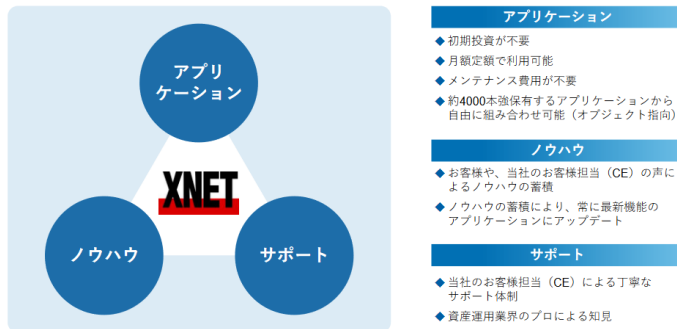 アプリ
ケーション
XNET
ノウハウ
サポート
アプリケーション
◆ 初期投資が不要
◆ 月額定額で利用可能
◆ メンテナンス費用が不要
◆ 約4000本強保有するアプリケーションから
自由に組み合わせ可能（オブジェクト指向）
ノウハウ
◆ お客様や、当社のお客様担当（CE）の声に
よるノウハウの蓄積
◆ ノウハウの蓄積により、常に最新機能の
アプリケーションにアップデート
サポート
◆ 当社のお客様担当（CE）による丁寧な
サポート体制
◆ 資産運用業界のプロによる知見